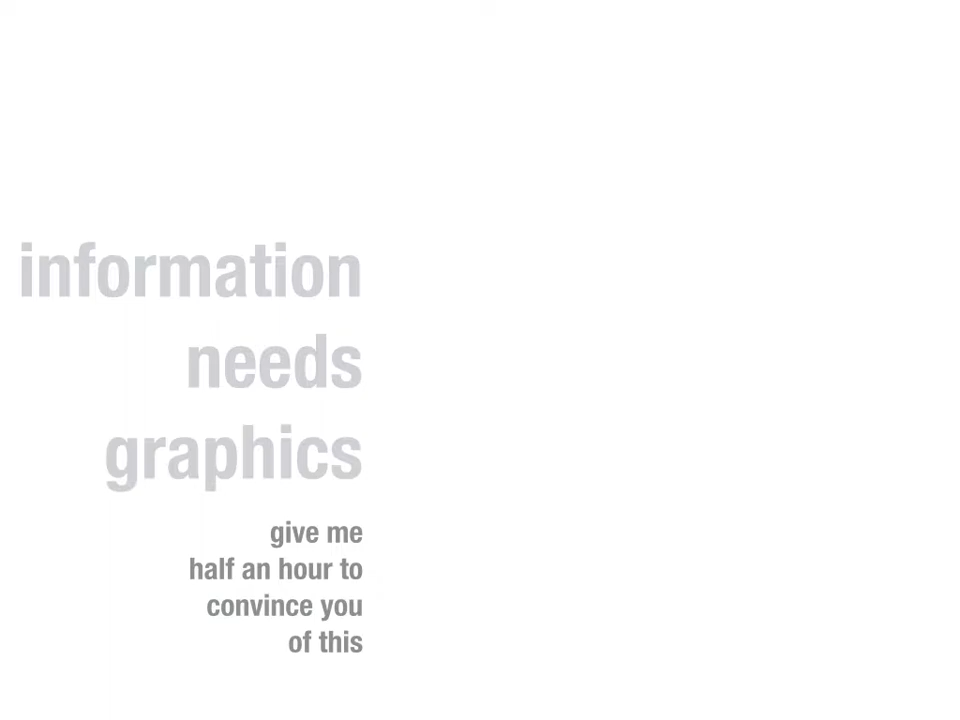 information
needs
graphics
give me
half an hour to
convince you
of this